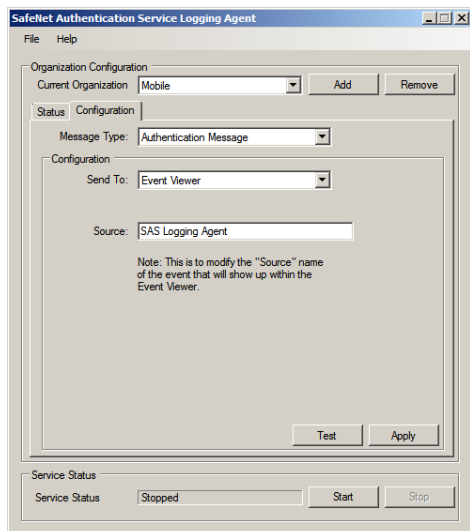 SafeNet Authentication Service Logging Agent
File Help
Organization Configuration
Current Organization Mobile Add Remove
Status Configuration
Message Type: Authentication Message
Configuration
Send To: Event Viewer
Source: SAS Logging Agent
Note: This is to modify the "Source" name
of the event that will show up within the
Event Viewer.
Test Apply
Service Status
Service Status Stopped Start Stop